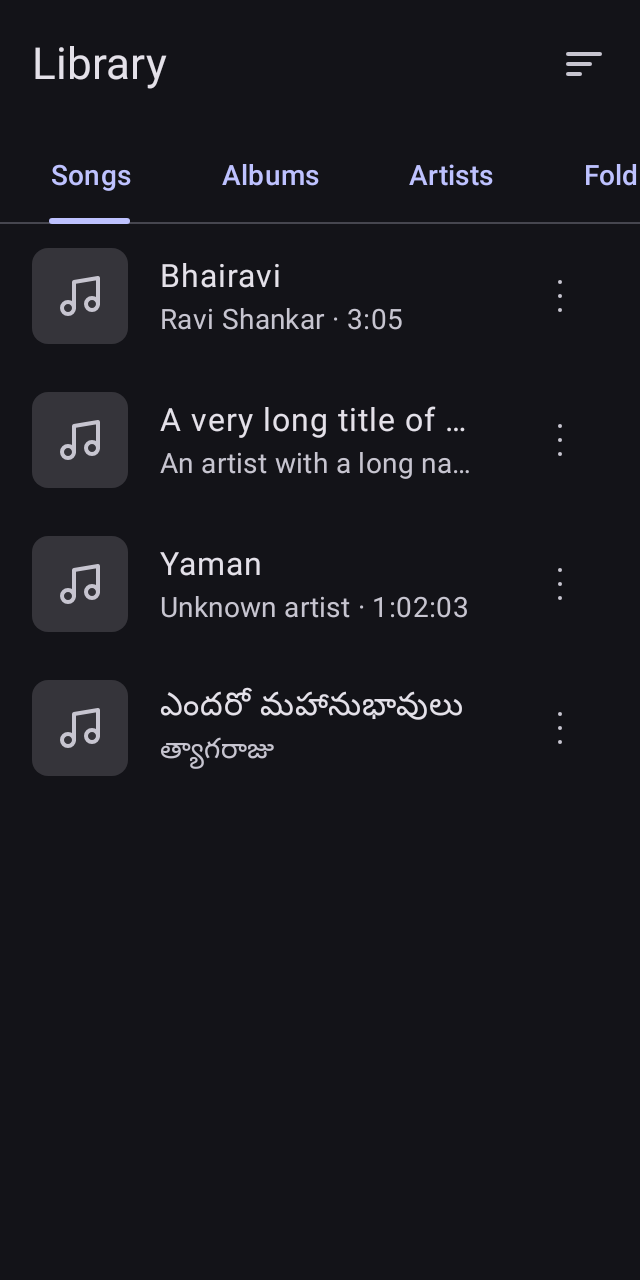 Library
Songs Albums Artists Fold
Bhairavi
Ravi Shankar · 3:05
A very long title of …
An artist with a long na…
Yaman
Unknown artist · 1:02:03
ఎందరో మహానుభావులు
త్యాగరాజు